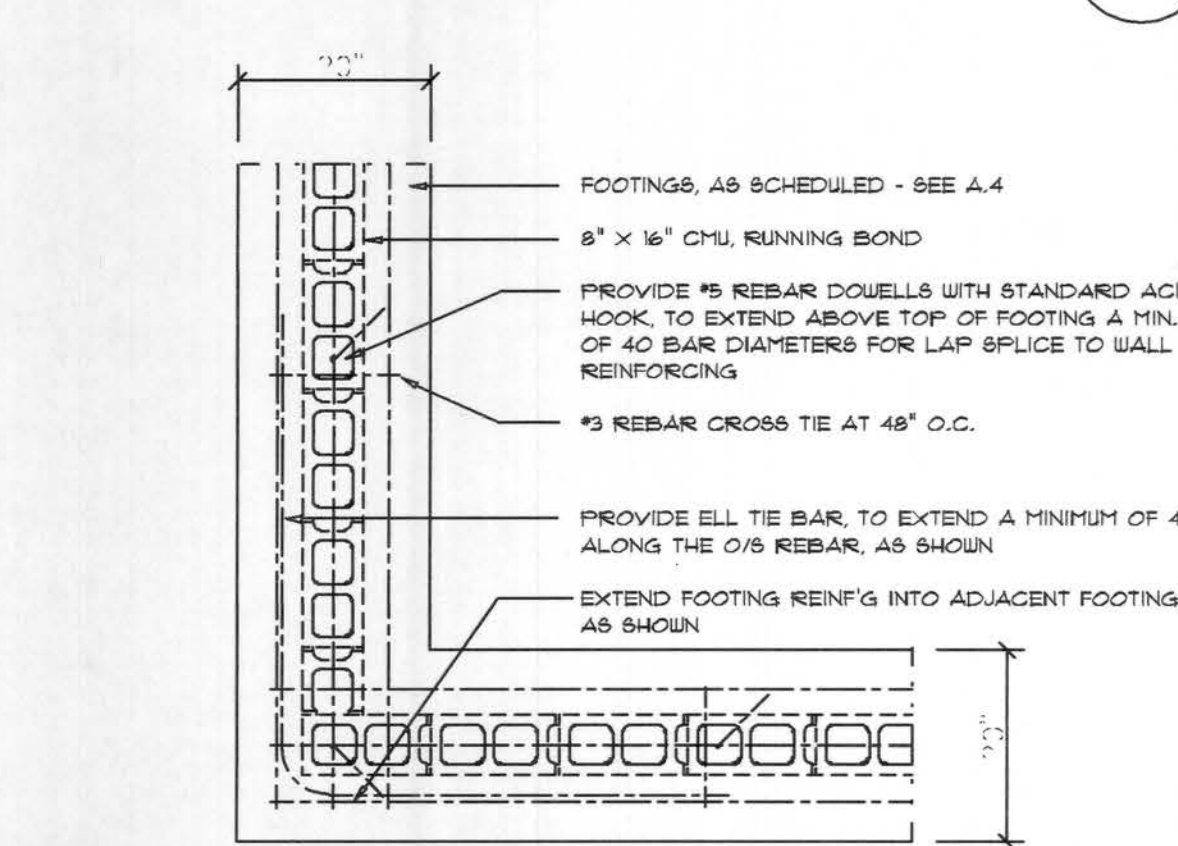 FOOTINGS, AS SCHEDULED - SEE A.4
8" X 16" CMU, RUNNING BOND
PROVIDE #5 REBAR DOWELLS WITH STANDARD ACI
HOOK, TO EXTEND ABOVE TOP OF FOOTING A MIN.
OF 40 BAR DIAMETERS FOR LAP SPLICE TO WALL
REINFORCING
#3 REBAR CROSS TIE AT 48" O.C.
PROVIDE ELL TIE BAR, TO EXTEND A MINIMUM OF 4
ALONG THE O/S REBAR, AS SHOWN
EXTEND FOOTING REINF'G INTO ADJACENT FOOTING
AS SHOWN